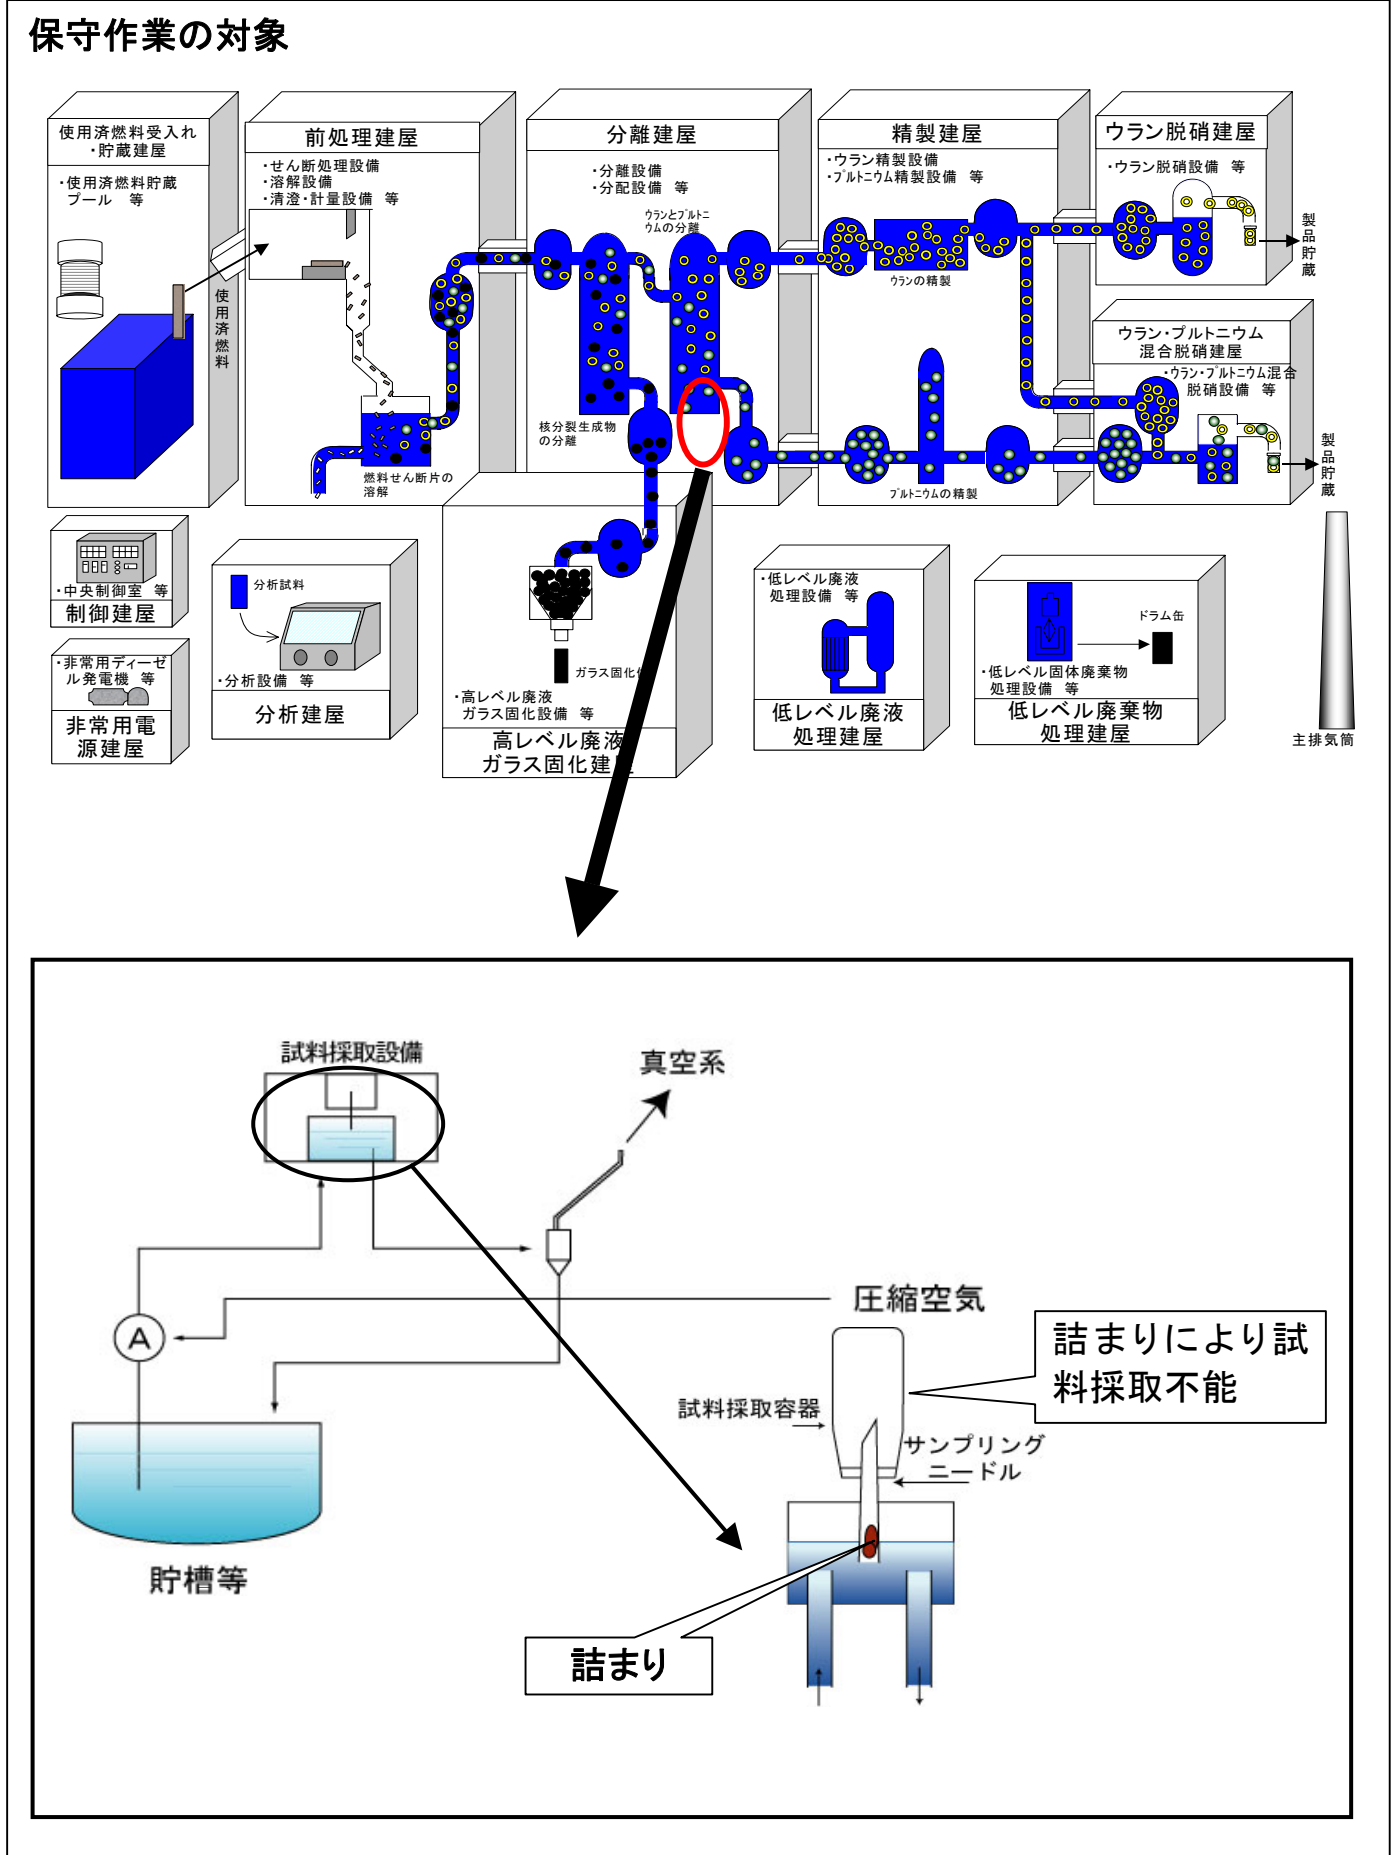 保守作業の対象
使用済燃料受入れ
・貯蔵建屋
・使用済燃料貯蔵
プール　等
使用済燃料
前処理建屋
・せん断処理設備
・溶解設備
・清澄・計量設備　等
燃料せん断片の
溶解
分離建屋
・分離設備
・分配設備　等
ウランとプルトニ
ウムの分離
核分裂生成物
の分離
精製建屋
・ウラン精製設備
・プルトニウム精製設備　等
ウランの精製
プルトニウムの精製
ウラン脱硝建屋
・ウラン脱硝設備　等
製品貯蔵
ウラン・プルトニウム
混合脱硝建屋
・ウラン・プルトニウム混合
脱硝設備　等
製品貯蔵
・中央制御室　等
制御建屋
・非常用ディーゼ
ル発電機　等
非常用電
源建屋
分析試料
・分析設備　等
分析建屋
ガラス固化
・高レベル廃液
ガラス固化設備　等
高レベル廃液
ガラス固化建
・低レベル廃液
処理設備　等
低レベル廃液
処理建屋
ドラム缶
・低レベル固体廃棄物
処理設備　等
低レベル廃棄物
処理建屋
主排気筒
試料採取設備
真空系
圧縮空気
A
詰まりにより試
料採取不能
試料採取容器
サンプリング
ニードル
貯槽等
詰まり